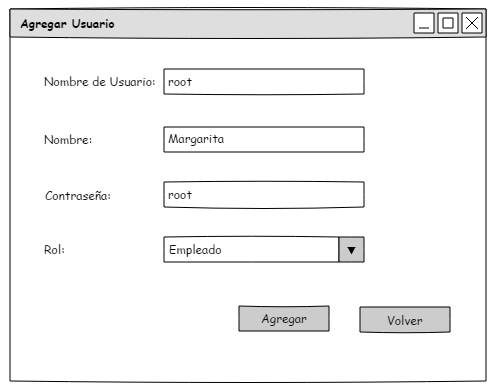 Agregar Usuario
Nombre de Usuario: root
Nombre: Margarita
Contraseña: root
Rol: Empleado
Agregar Volver